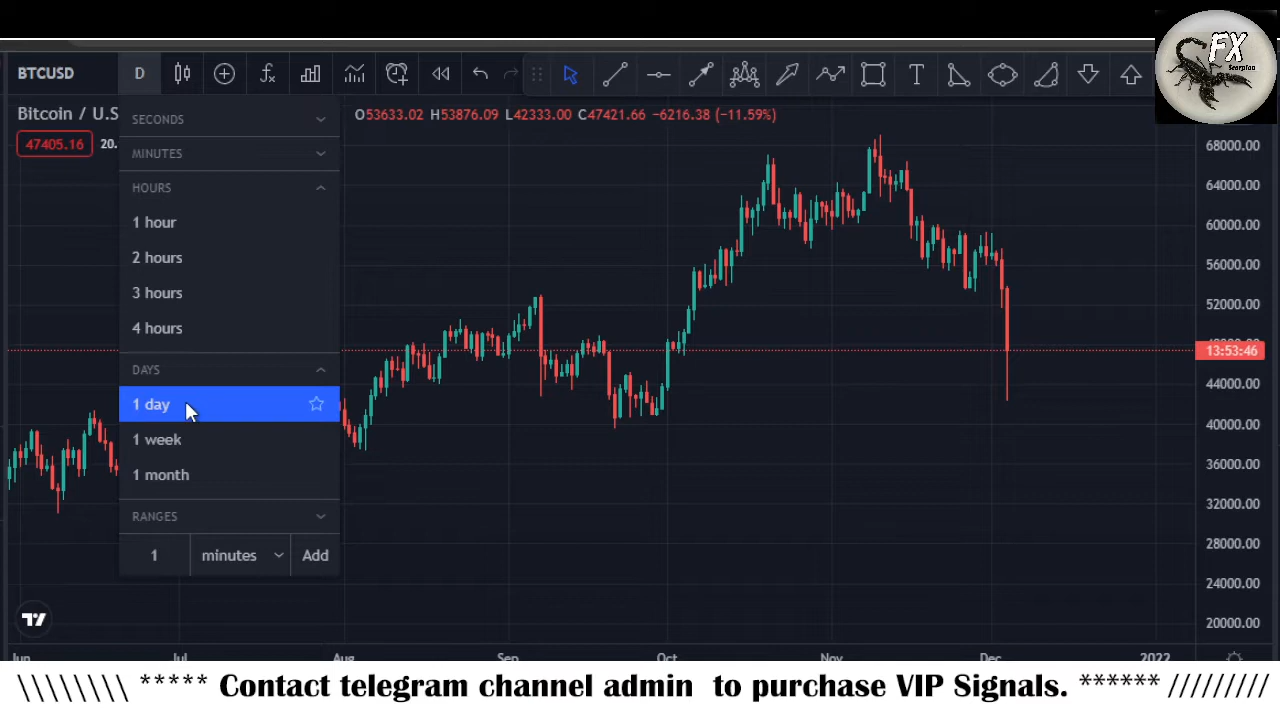 FX
Scorpion
BTCUSD
D
T
Bitcoin / U.S
O53633.02 H53876.09 L42333.00 C47421.66 −6216.38 (−11.59%)
47405.16
20.
SECONDS
MINUTES
HOURS
1 hour
2 hours
3 hours
4 hours
DAYS
1 day
1 week
1 month
RANGES
1
minutes
Add
68000.00
64000.00
60000.00
56000.00
52000.00
13:53:46
44000.00
40000.00
36000.00
32000.00
28000.00
24000.00
20000.00
Jun Jul Aug Sep Oct Nov Dec 2022
\\\\\\\\\ ***** Contact telegram channel admin to purchase VIP Signals. ****** /////////